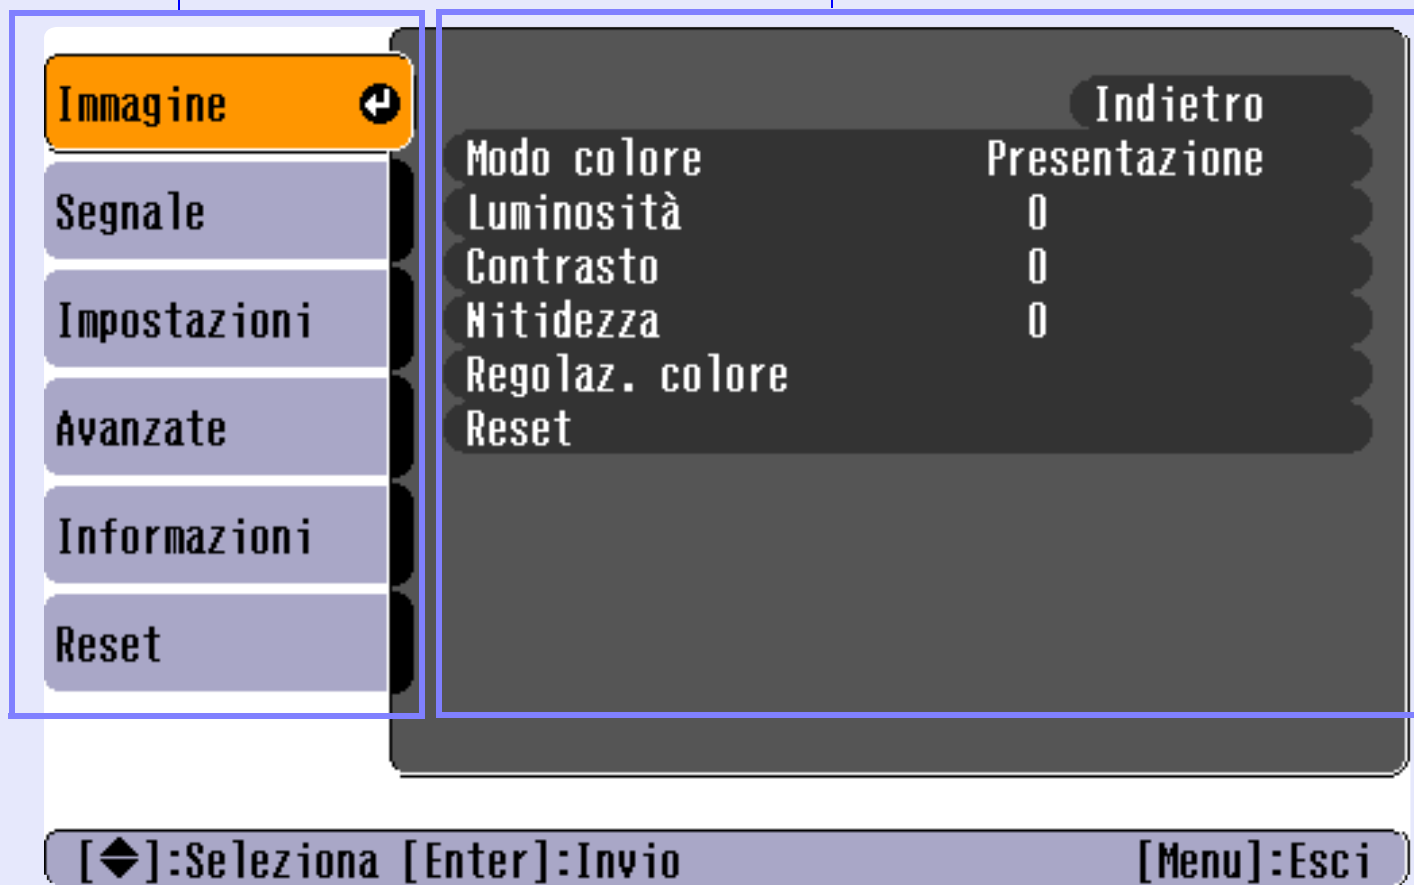 Immagine
Segnale
Impostazioni
Avanzate
Informazioni
Reset
Indietro
Modo colore Presentazione
Luminosità 0
Contrasto 0
Nitidezza 0
Regolaz. colore
Reset
[◆]:Seleziona [Enter]:Invio [Menu]:Esci